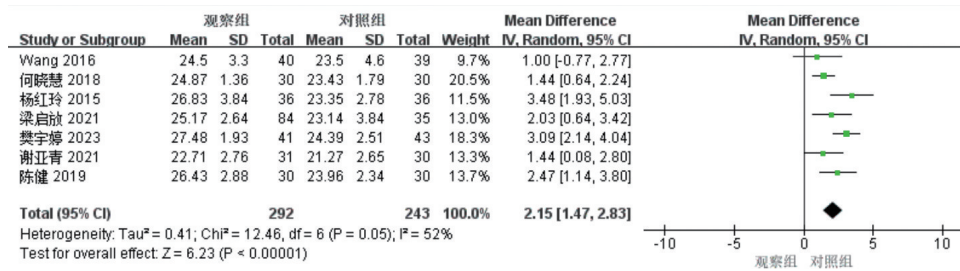 观察组 对照组 Mean Difference Mean Difference
Study or Subgroup Mean SD Total Mean SD Total Weight IV, Random, 95% CI IV, Random, 95% CI
Wang 2016 24.5 3.3 40 23.5 4.6 39 9.7% 1.00 [-0.77, 2.77]
何晓慧 2018 24.87 1.36 30 23.43 1.79 30 20.5% 1.44 [0.64, 2.24]
杨红玲 2015 26.83 3.84 36 23.35 2.78 36 11.5% 3.48 [1.93, 5.03]
梁启放 2021 25.17 2.64 84 23.14 3.84 35 13.0% 2.03 [0.64, 3.42]
樊宇婷 2023 27.48 1.93 41 24.39 2.51 43 18.3% 3.09 [2.14, 4.04]
谢亚青 2021 22.71 2.76 31 21.27 2.65 30 13.3% 1.44 [0.08, 2.80]
陈健 2019 26.43 2.88 30 23.96 2.34 30 13.7% 2.47 [1.14, 3.80]
Total (95% CI) 292 243 100.0% 2.15 [1.47, 2.83]
Heterogeneity: Tau² = 0.41; Chi² = 12.46, df = 6 (P = 0.05); I² = 52%
Test for overall effect: Z = 6.23 (P < 0.00001)
-10 -5 0 5 10
观察组 对照组